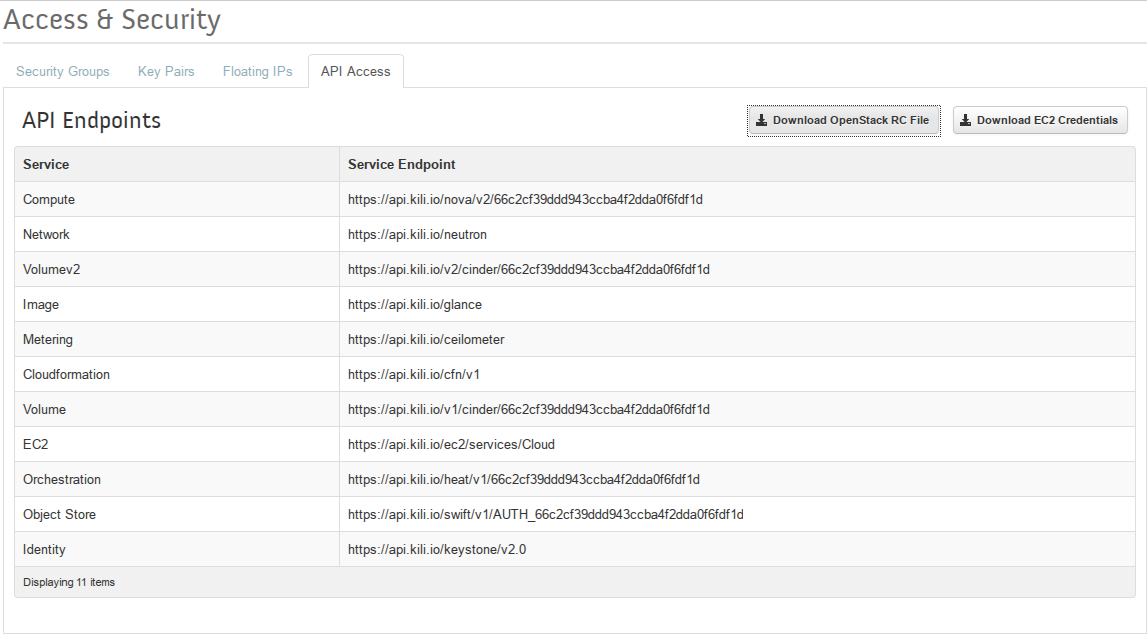 Access & Security
Security Groups Key Pairs Floating IPs API Access
API Endpoints Download OpenStack RC File Download EC2 Credentials
Service Service Endpoint
Compute https://api.kili.io/nova/v2/66c2cf39ddd943ccba4f2dda0f6fdf1d
Network https://api.kili.io/neutron
Volumev2 https://api.kili.io/v2/cinder/66c2cf39ddd943ccba4f2dda0f6fdf1d
Image https://api.kili.io/glance
Metering https://api.kili.io/ceilometer
Cloudformation https://api.kili.io/cfn/v1
Volume https://api.kili.io/v1/cinder/66c2cf39ddd943ccba4f2dda0f6fdf1d
EC2 https://api.kili.io/ec2/services/Cloud
Orchestration https://api.kili.io/heat/v1/66c2cf39ddd943ccba4f2dda0f6fdf1d
Object Store https://api.kili.io/swift/v1/AUTH_66c2cf39ddd943ccba4f2dda0f6fdf1d
Identity https://api.kili.io/keystone/v2.0
Displaying 11 items